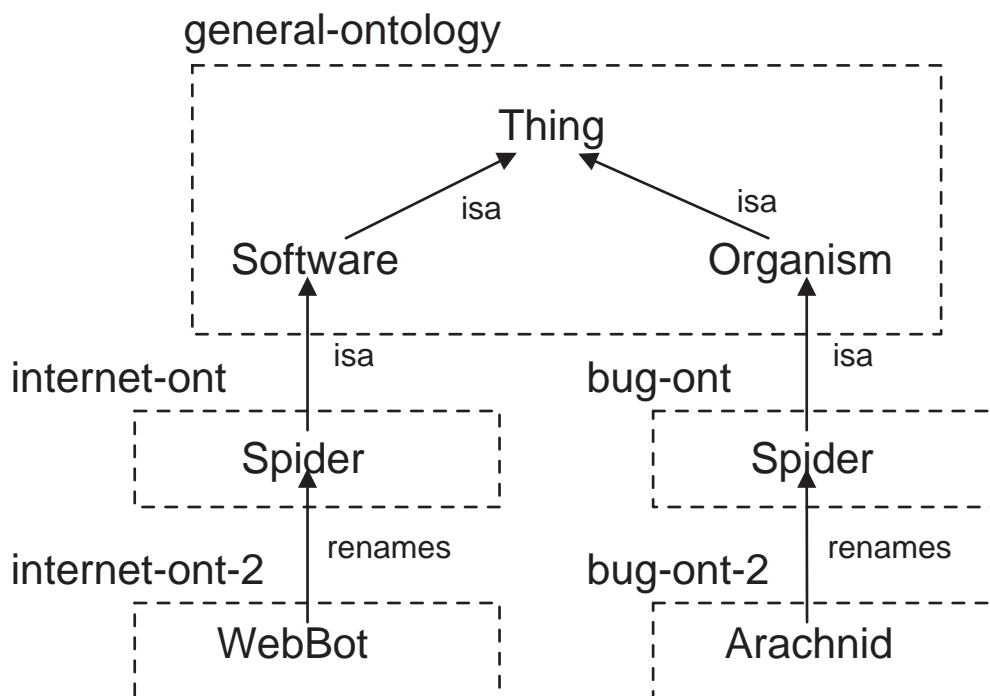 general-ontology
Thing
isa
isa
Software
Organism
isa
isa
internet-ont
bug-ont
Spider
Spider
renames
renames
internet-ont-2
bug-ont-2
WebBot
Arachnid